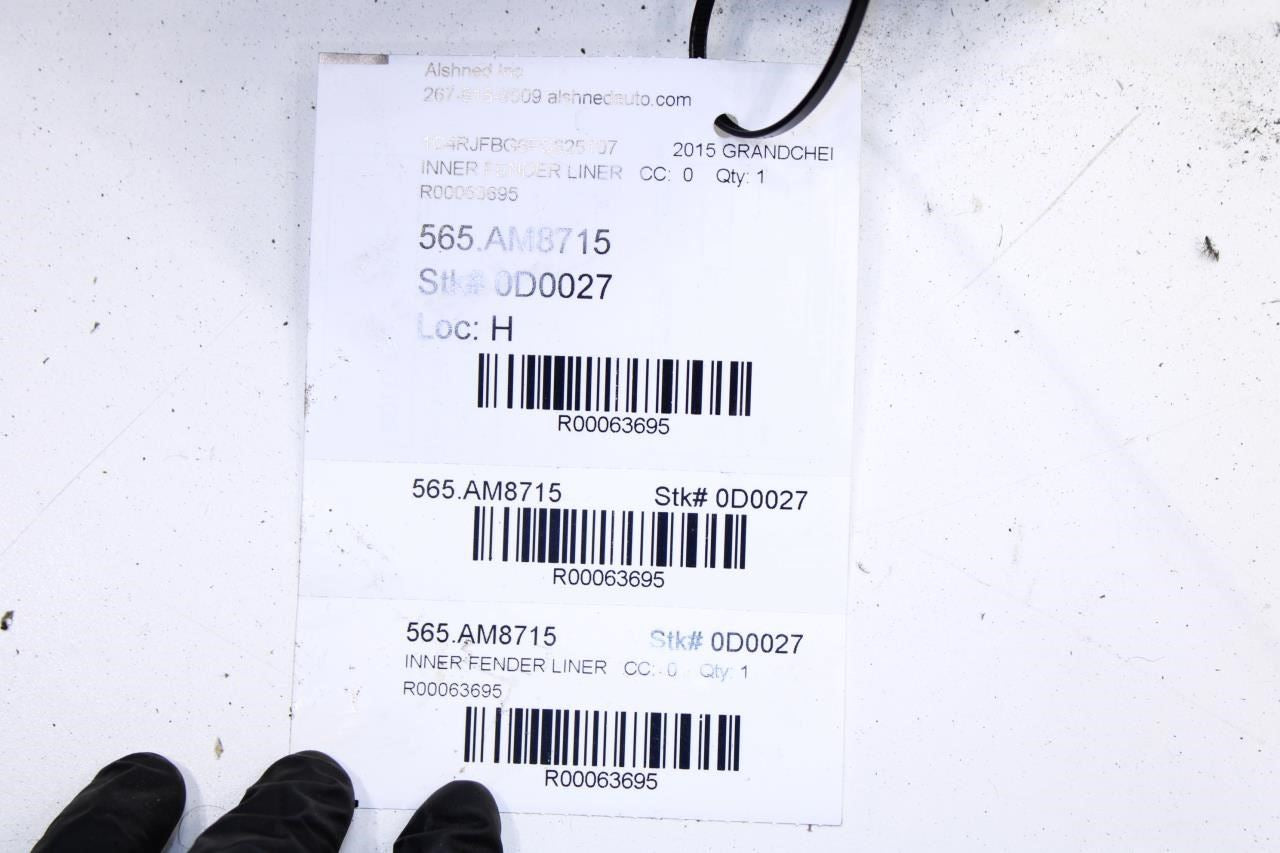 Alshned Inc
alshnedauto.com
2015 GRANDCHEI
INNER FENDER LINER CC: 0 Qty: 1
R00063695
565.AM8715
Stk# 0D0027
Loc: H
R00063695
565.AM8715 Stk# 0D0027
R00063695
565.AM8715 Stk# 0D0027
INNER FENDER LINER CC: 0 Qty: 1
R00063695
R00063695